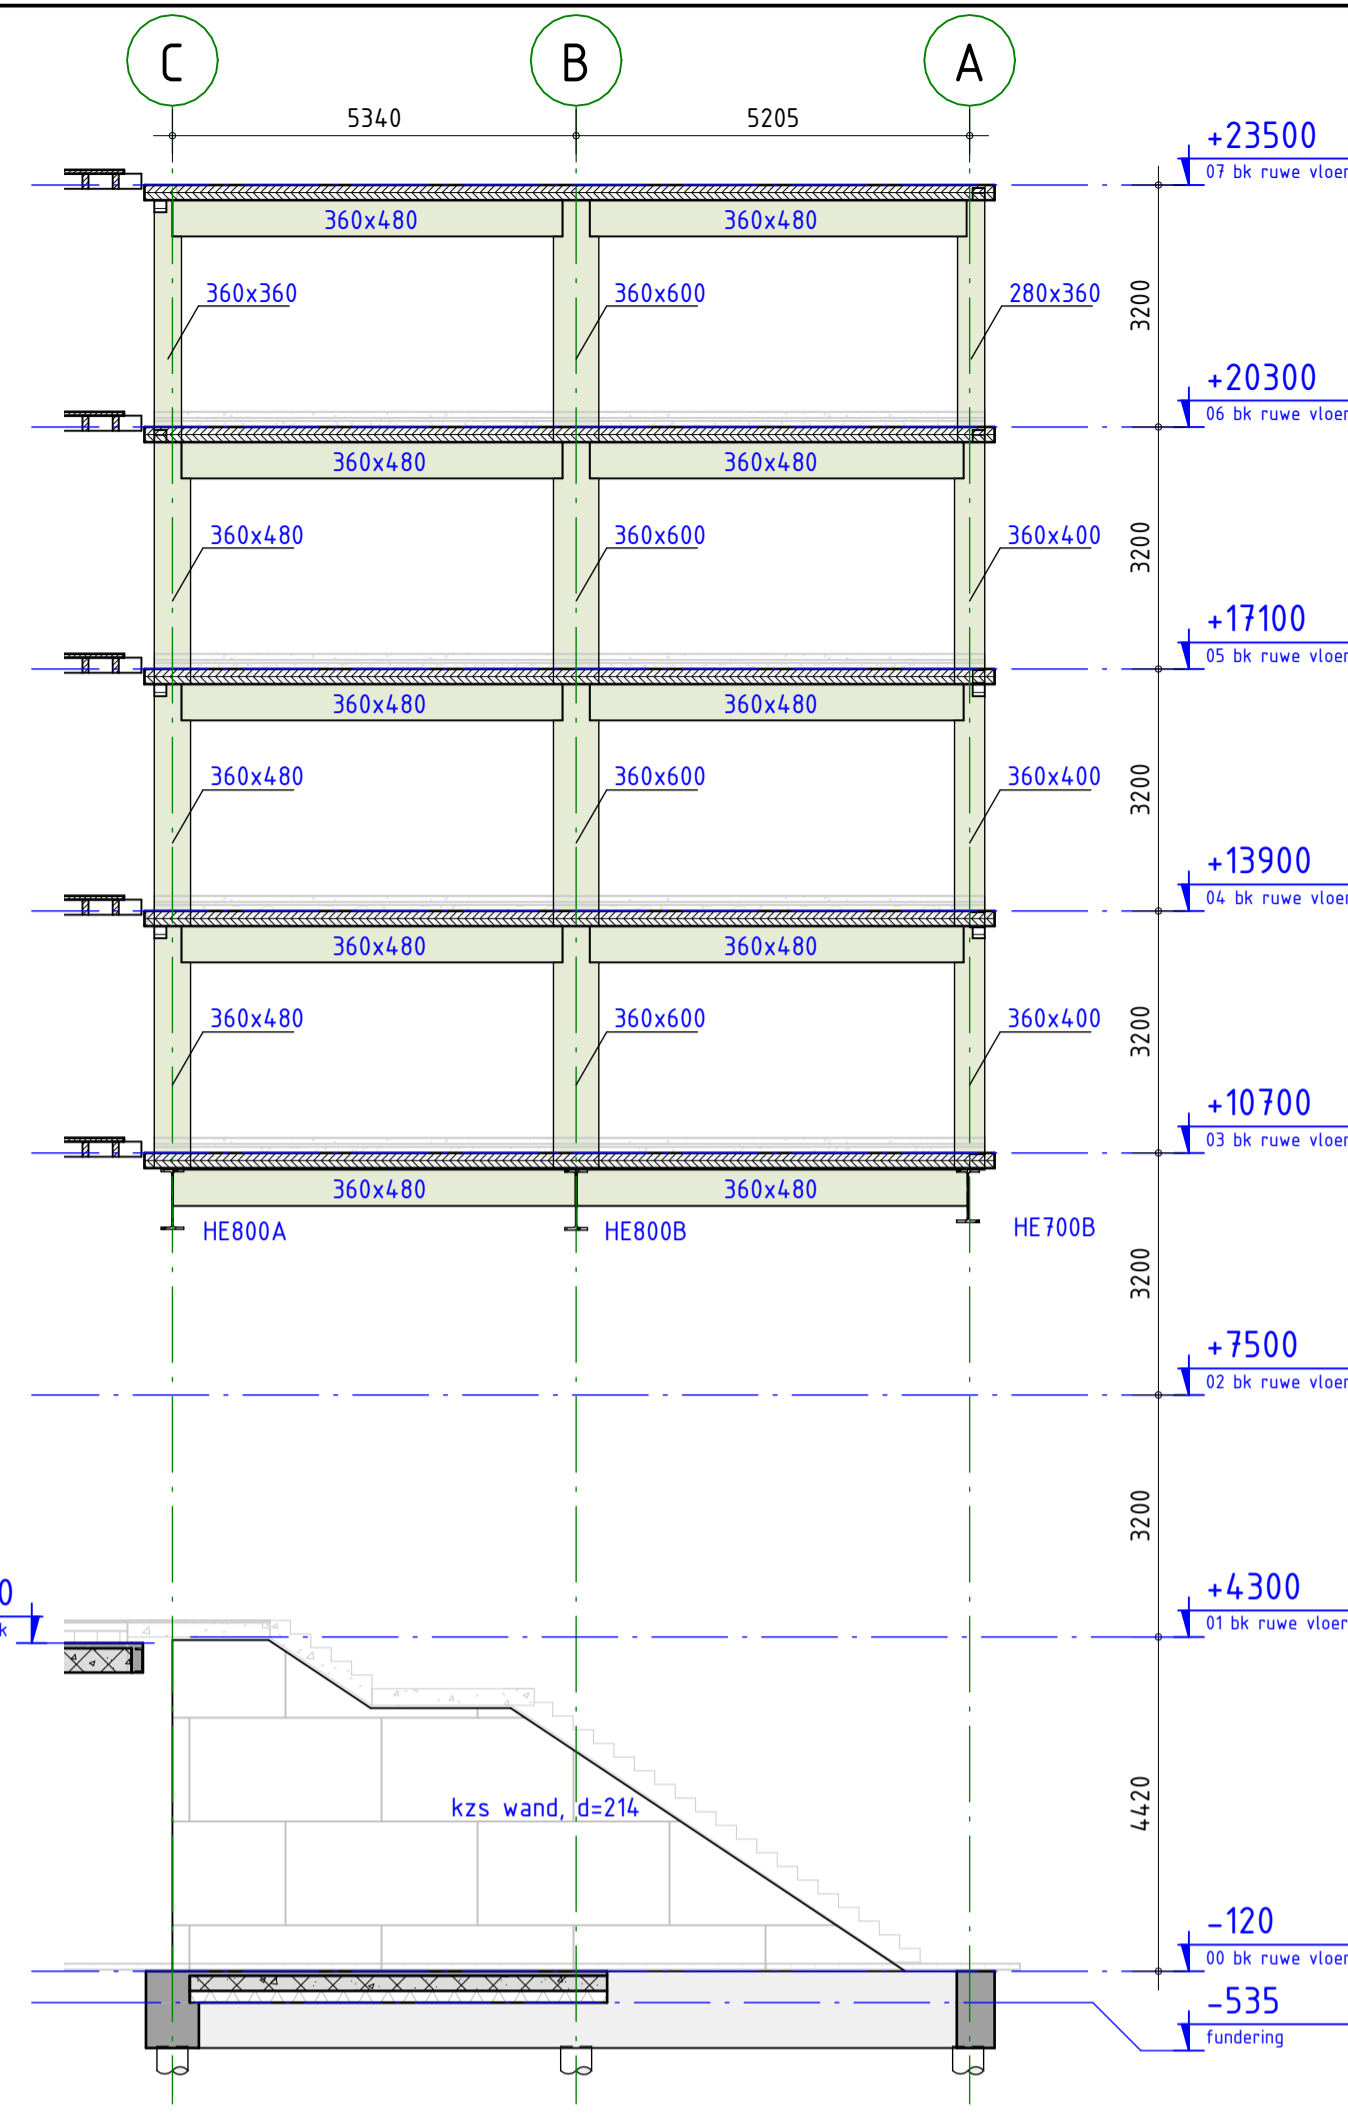 C B A
5340 5205
+23500
07 bk ruwe vloer
360x480 360x480
360x360 360x600 280x360
3200
+20300
06 bk ruwe vloer
360x480 360x480
360x480 360x600 360x400
3200
+17100
05 bk ruwe vloer
360x480 360x480
360x480 360x600 360x400
3200
+13900
04 bk ruwe vloer
360x480 360x480
360x480 360x600 360x400
3200
+10700
03 bk ruwe vloer
360x480 360x480
HE800A HE800B HE700B
3200
+7500
02 bk ruwe vloer
3200
0
k
+4300
01 bk ruwe vloer
kzs wand, d=214
4420
-120
00 bk ruwe vloer
-535
fundering